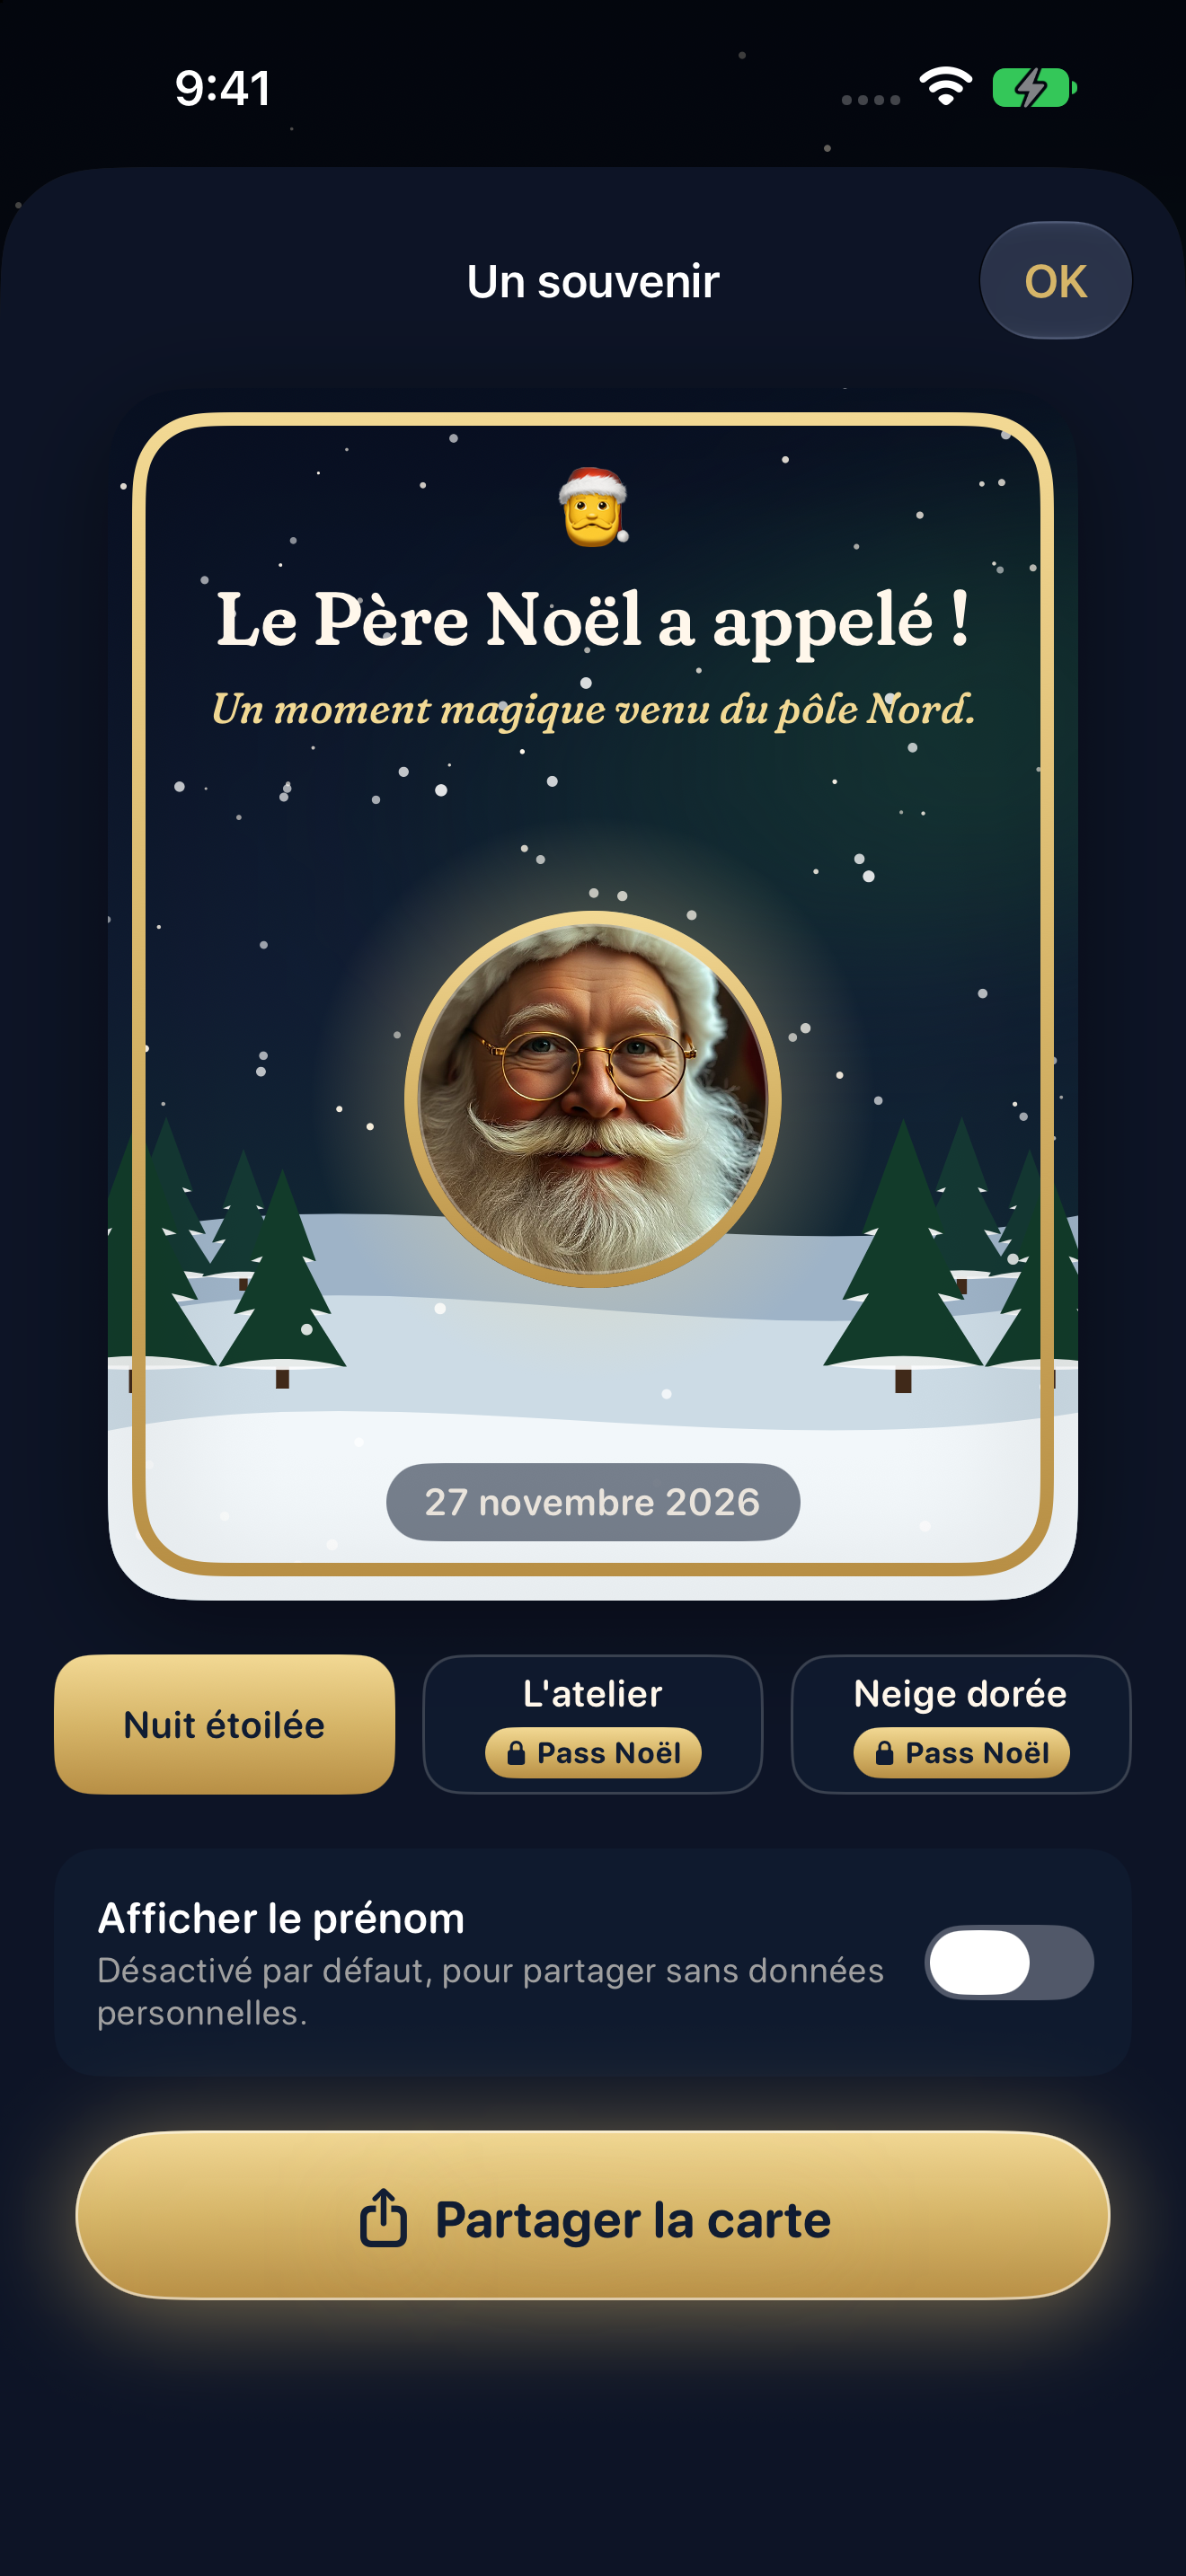 9:41
Un souvenir
OK
Le Père Noël a appelé !
Un moment magique venu du pôle Nord.
27 novembre 2026
Nuit étoilée
L'atelier
Pass Noël
Neige dorée
Pass Noël
Afficher le prénom
Désactivé par défaut, pour partager sans données
personnelles.
Partager la carte